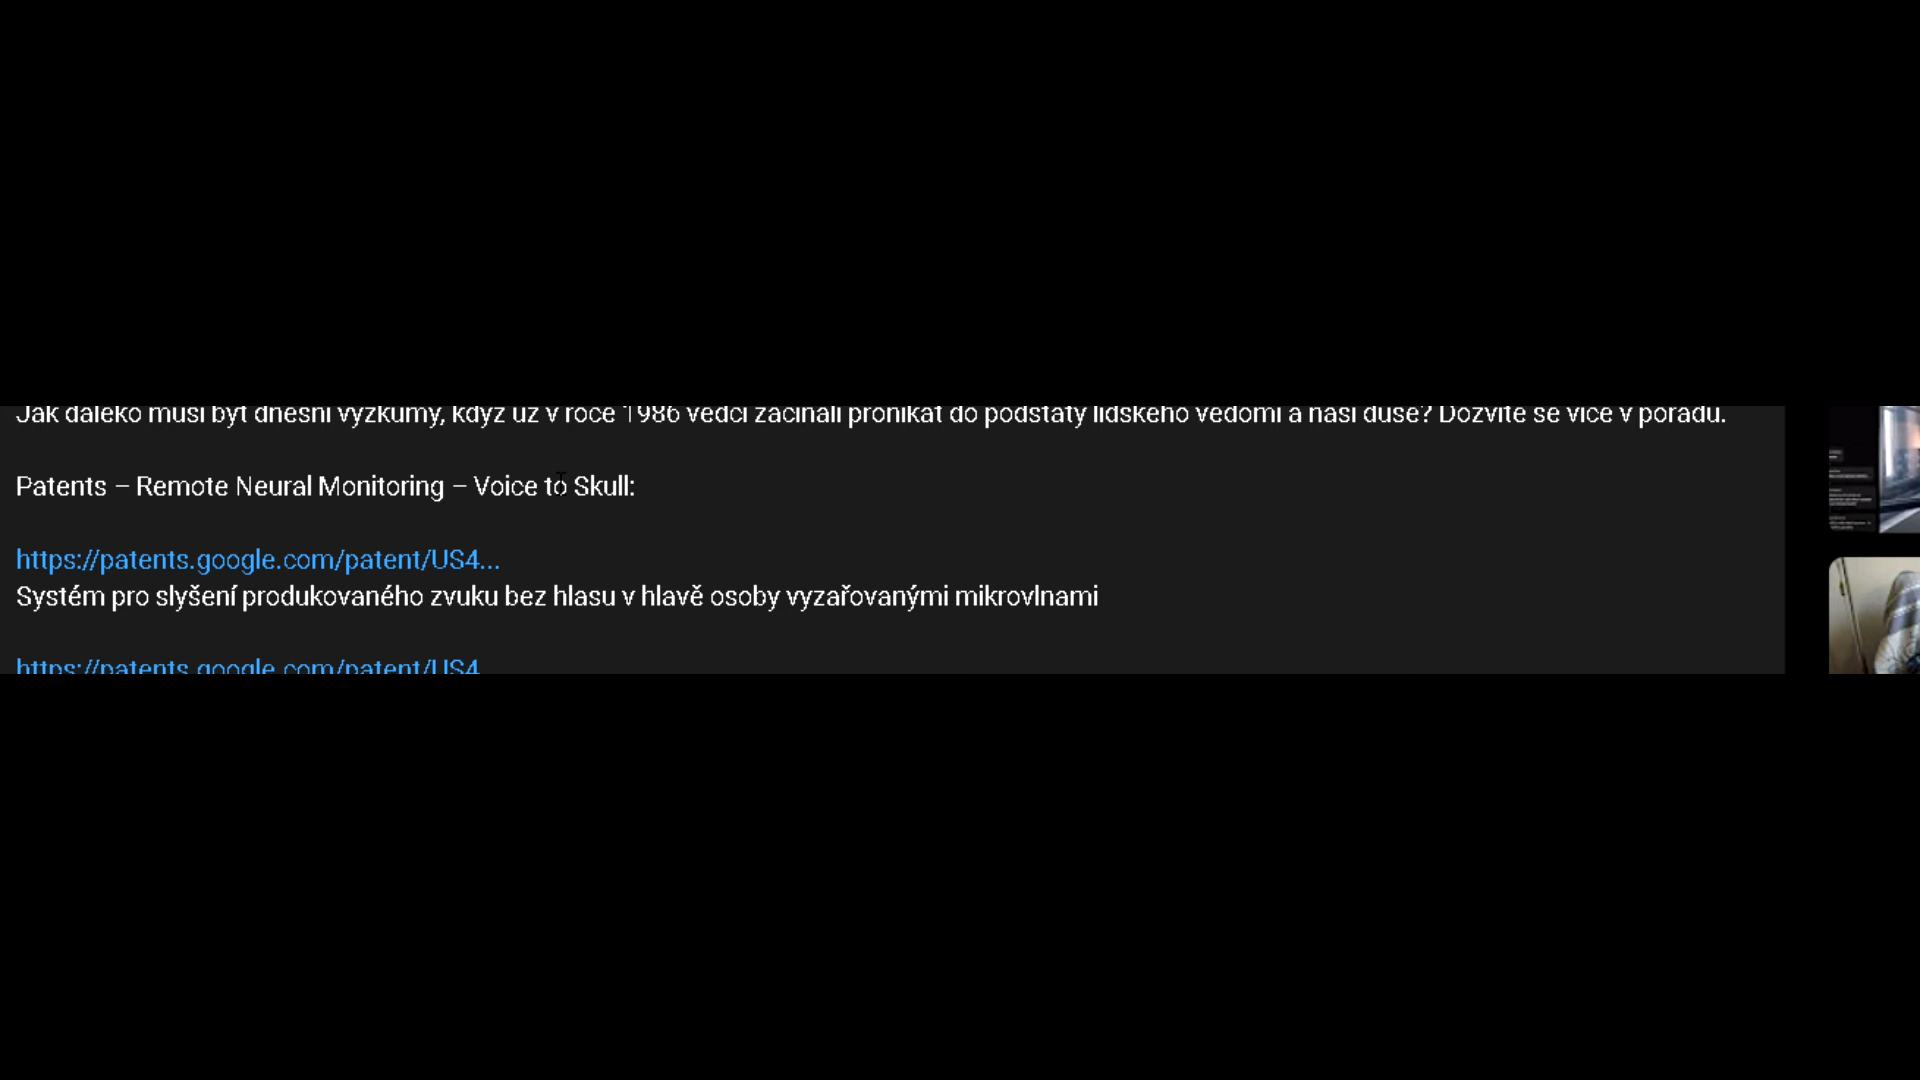 Jak daleko musí být dnešní výzkumy, když už v roce 1986 vědci začínali pronikat do podstaty lidského vědomí a naší duše? Dozvíte se více v pořadu.
Patents – Remote Neural Monitoring – Voice to Skull:
https://patents.google.com/patent/US4...
Systém pro slyšení produkovaného zvuku bez hlasu v hlavě osoby vyzařovanými mikrovlnami
https://patents.google.com/patent/US4